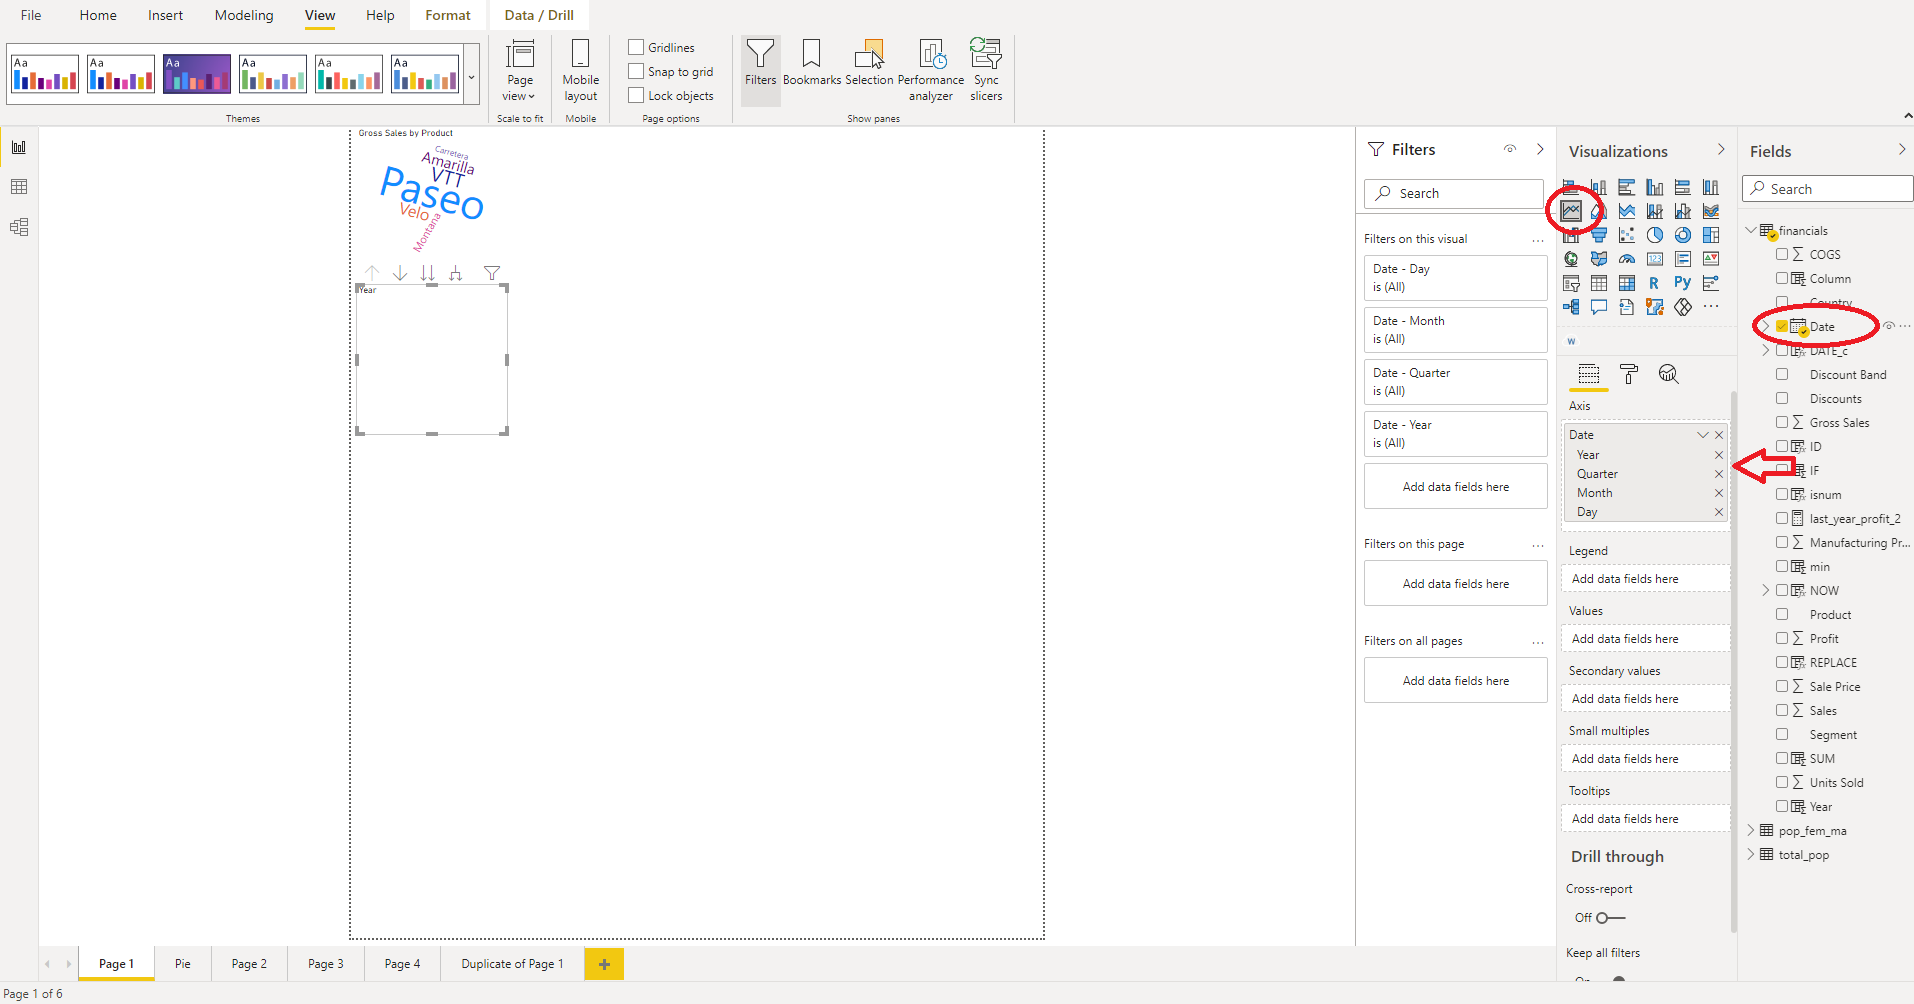 File Home Insert Modeling View Help Format Data / Drill
Aa Aa Aa Aa Aa Aa
Themes
Page view
Scale to fit
Mobile layout
Mobile
Gridlines
Snap to grid
Lock objects
Page options
Filters
Bookmarks
Selection
Performance analyzer
Sync slicers
Show panes
Gross Sales by Product
Carretera
Amarilla
VTT
Paseo
Velo
Montana
Year
Filters
Search
Filters on this visual ...
Date - Day
is (All)
Date - Month
is (All)
Date - Quarter
is (All)
Date - Year
is (All)
Add data fields here
Filters on this page ...
Add data fields here
Filters on all pages ...
Add data fields here
Visualizations
123
R
Py
...
W
Axis
Date
Year
Quarter
Month
Day
Legend
Add data fields here
Values
Add data fields here
Secondary values
Add data fields here
Small multiples
Add data fields here
Tooltips
Add data fields here
Drill through
Cross-report
Off
Keep all filters
On
Fields
Search
financials
COGS
Column
Country
Date ...
DATE_c
Discount Band
Discounts
Gross Sales
ID
IF
isnum
last_year_profit_2
Manufacturing Pr...
min
NOW
Product
Profit
REPLACE
Sale Price
Sales
Segment
SUM
Units Sold
Year
pop_fem_ma
total_pop
Page 1 Pie Page 2 Page 3 Page 4 Duplicate of Page 1 +
Page 1 of 6